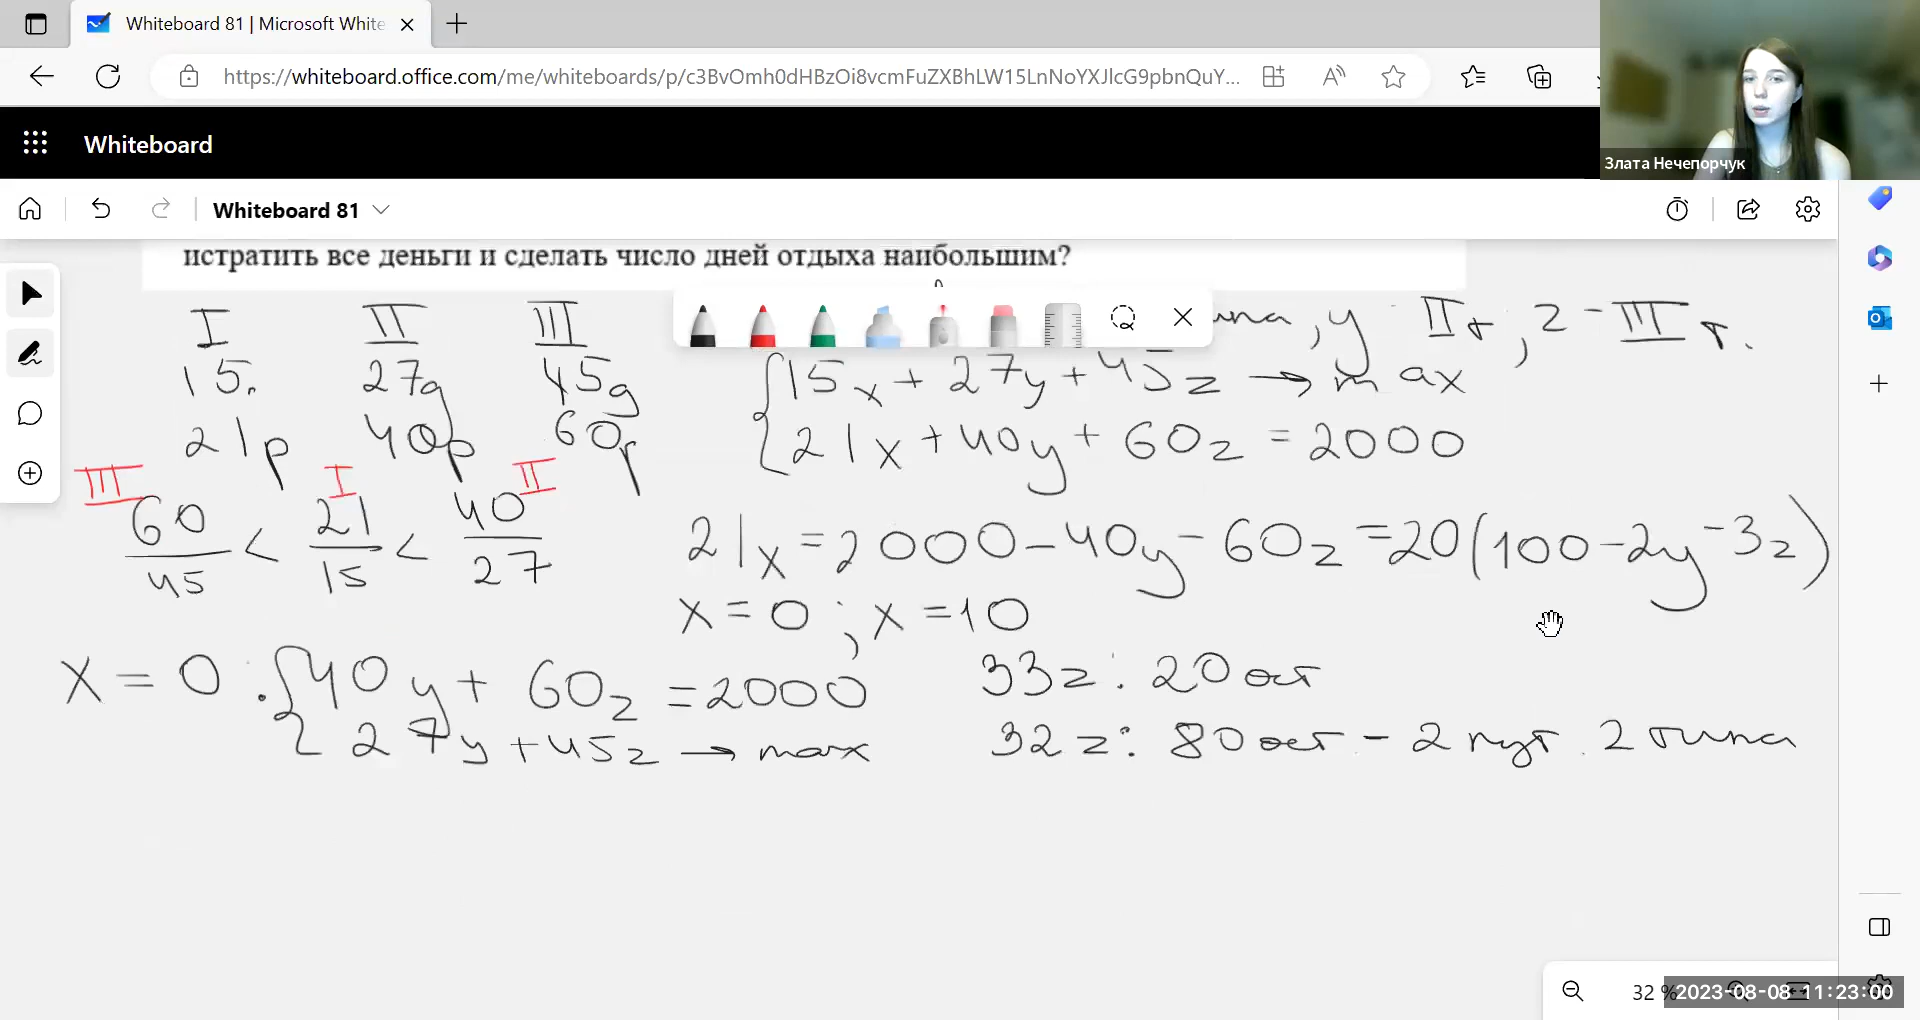 Whiteboard 81 | Microsoft White
https://whiteboard.office.com/me/whiteboards/p/c3BvOmh0dHBzOi8vcmFuZXBhLW15LnNoYXJlcG9pbnQuY...
Whiteboard
Злата Нечепорчук
Whiteboard 81
истратить все деньги и сделать число дней отдыха наибольшим?
I II III
, y - II т, z - III т.
15 27д 45д
21р 40р 60р
{15x + 27y + 45z → max
21x + 40y + 60z = 2000
III I II
60/45 < 21/15 < 40/27
21x = 2000 - 40y - 60z = 20(100 - 2y - 3z)
x = 0 ; x = 10
x = 0 : {40y + 60z = 2000
27y + 45z → max
33z : 20 ост
32z : 80 ост - 2 пут. 2 типа
32 %
2023-08-08 11:23:00